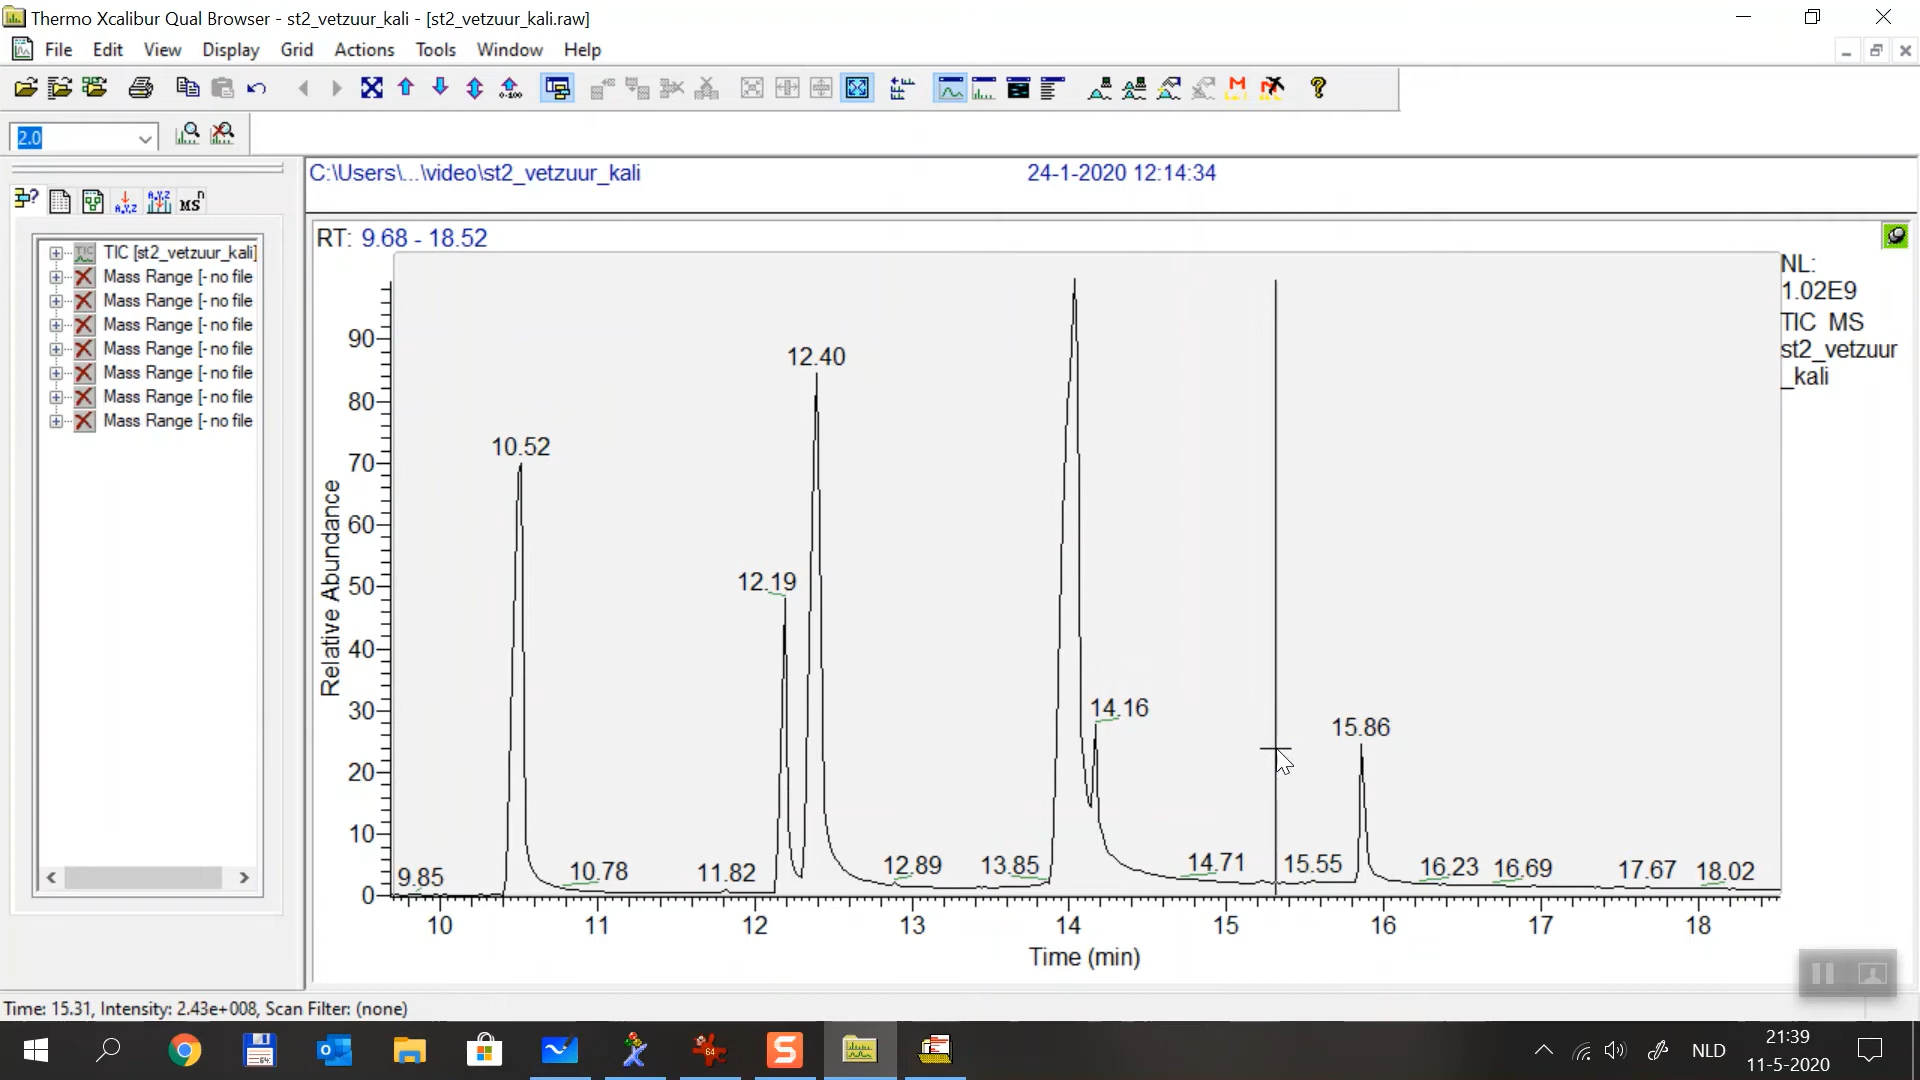 Thermo Xcalibur Qual Browser - st2_vetzuur_kali - [st2_vetzuur_kali.raw]
File Edit View Display Grid Actions Tools Window Help
0-100
2.0
A,Y,Z A,Y,Z MSn
C:\Users\...\video\st2_vetzuur_kali 24-1-2020 12:14:34
RT: 9.68 - 18.52
TIC [st2_vetzuur_kali]
Mass Range [- no file
Mass Range [- no file
Mass Range [- no file
Mass Range [- no file
Mass Range [- no file
Mass Range [- no file
Mass Range [- no file
NL:
1.02E9
TIC MS
st2_vetzuur
_kali
Relative Abundance
90
80
70
60
50
40
30
20
10
0
12.40
10.52
12.19
14.16
15.86
9.85 10.78 11.82 12.89 13.85 14.71 15.55 16.23 16.69 17.67 18.02
10 11 12 13 14 15 16 17 18
Time (min)
Time: 15.31, Intensity: 2.43e+008, Scan Filter: (none)
64
NLD
21:39
11-5-2020